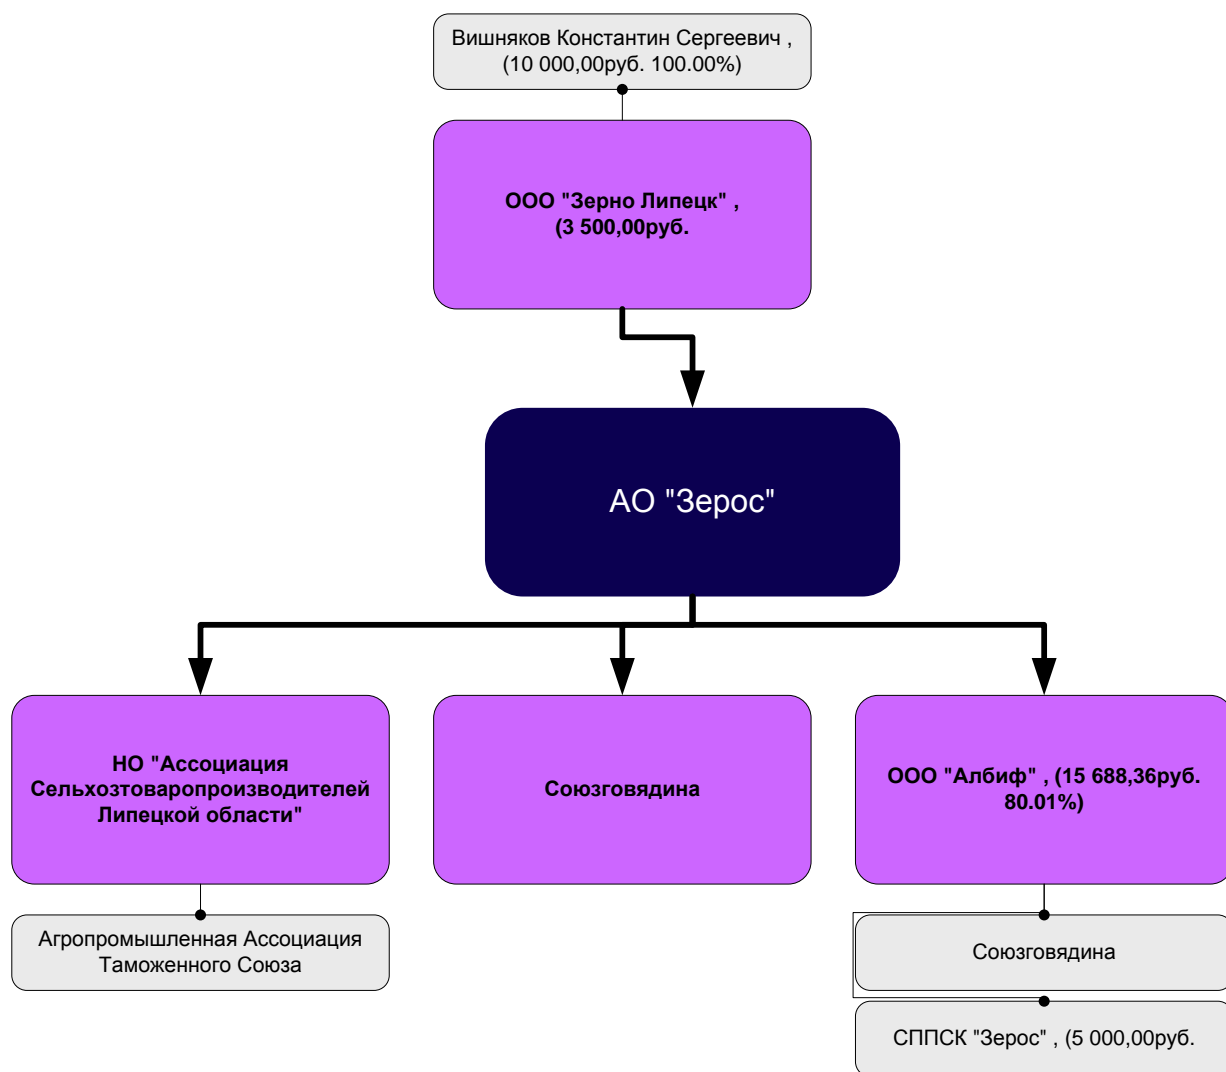 Вишняков Константин Сергеевич ,
(10 000,00руб. 100.00%)
ООО "Зерно Липецк" ,
(3 500,00руб.
АО "Зерос"
НО "Ассоциация
Сельхозтоваропроизводителей
Липецкой области"
Союзговядина
ООО "Албиф" , (15 688,36руб.
80.01%)
Агропромышленная Ассоциация
Таможенного Союза
Союзговядина
СППСК "Зерос" , (5 000,00руб.